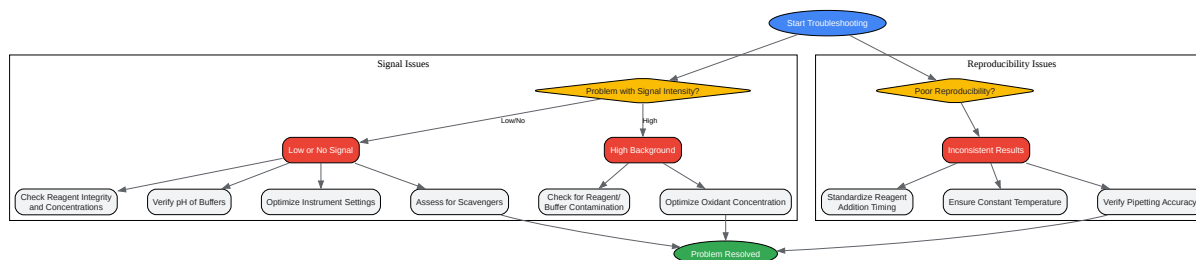 Start Troubleshooting
Signal Issues
Reproducibility Issues
Problem with Signal Intensity?
Poor Reproducibility?
Low/No
High
Low or No Signal
High Background
Inconsistent Results
Check Reagent Integrity
and Concentrations
Verify pH of Buffers
Optimize Instrument Settings
Assess for Scavengers
Check for Reagent/
Buffer Contamination
Optimize Oxidant Concentration
Standardize Reagent
Addition Timing
Ensure Constant Temperature
Verify Pipetting Accuracy
Problem Resolved